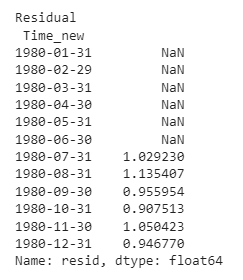 Residual
Time_new
1980-01-31 NaN
1980-02-29 NaN
1980-03-31 NaN
1980-04-30 NaN
1980-05-31 NaN
1980-06-30 NaN
1980-07-31 1.029230
1980-08-31 1.135407
1980-09-30 0.955954
1980-10-31 0.907513
1980-11-30 1.050423
1980-12-31 0.946770
Name: resid, dtype: float64